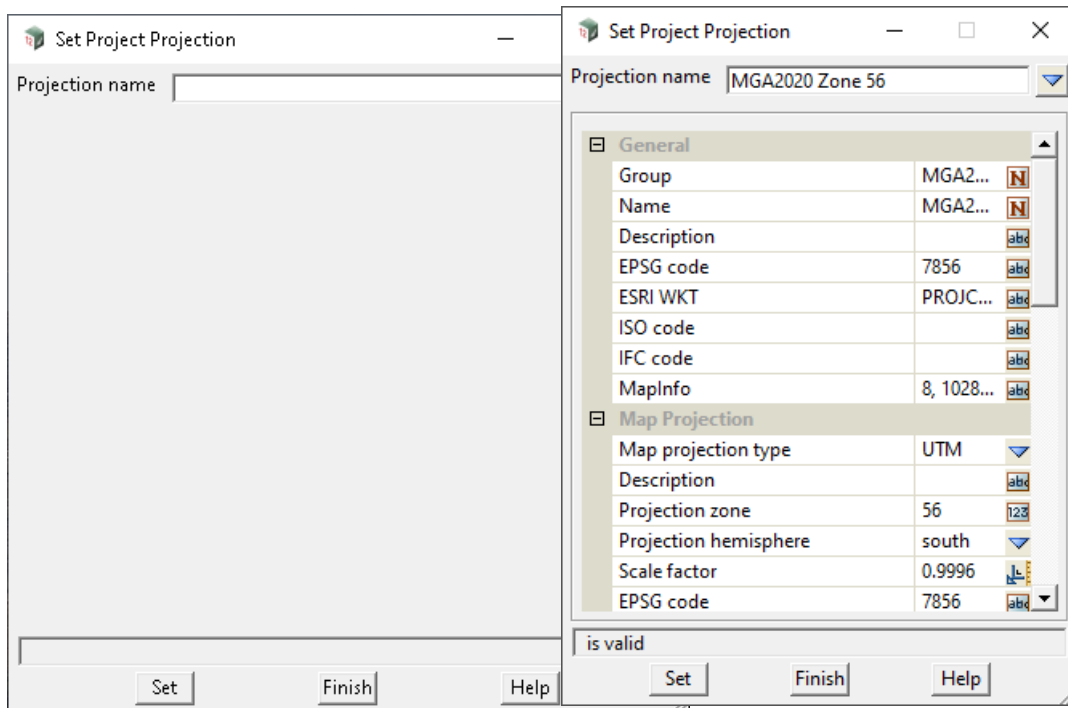 Set Project Projection
Projection name
Set Finish Help
Set Project Projection
Projection name MGA2020 Zone 56
General
Group MGA2...
Name MGA2...
Description
EPSG code 7856
ESRI WKT PROJC...
ISO code
IFC code
MapInfo 8, 1028...
Map Projection
Map projection type UTM
Description
Projection zone 56
Projection hemisphere south
Scale factor 0.9996
EPSG code 7856
is valid
Set Finish Help